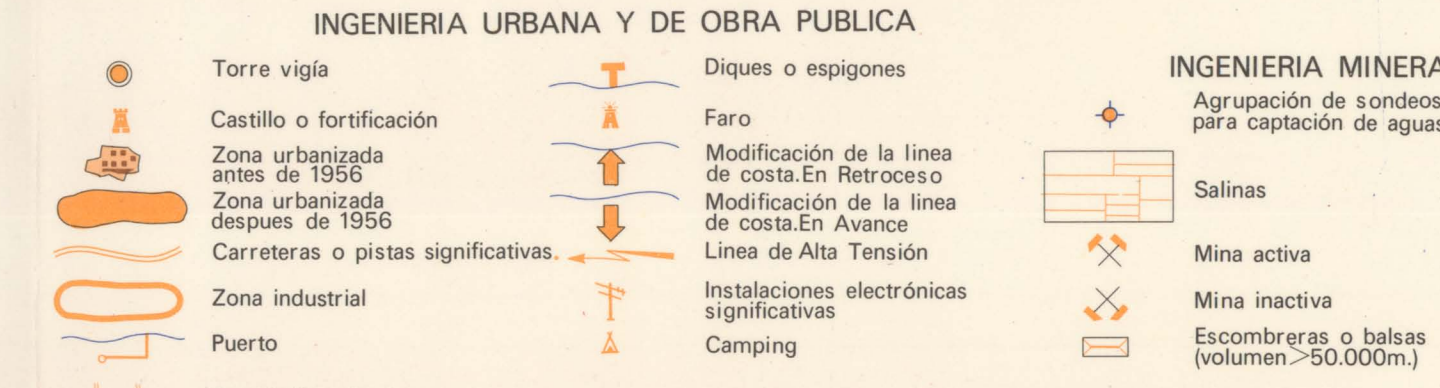 INGENIERIA URBANA Y DE OBRA PUBLICA
Torre vigía
Castillo o fortificación
Zona urbanizada
antes de 1956
Zona urbanizada
despues de 1956
Carreteras o pistas significativas.
Zona industrial
Puerto
Diques o espigones
Faro
Modificación de la linea
de costa.En Retroceso
Modificación de la linea
de costa.En Avance
Linea de Alta Tensión
Instalaciones electrónicas
significativas
Camping
INGENIERIA MINERA
Agrupación de sondeos
para captación de aguas
Salinas
Mina activa
Mina inactiva
Escombreras o balsas
(volumen>50.000m.)